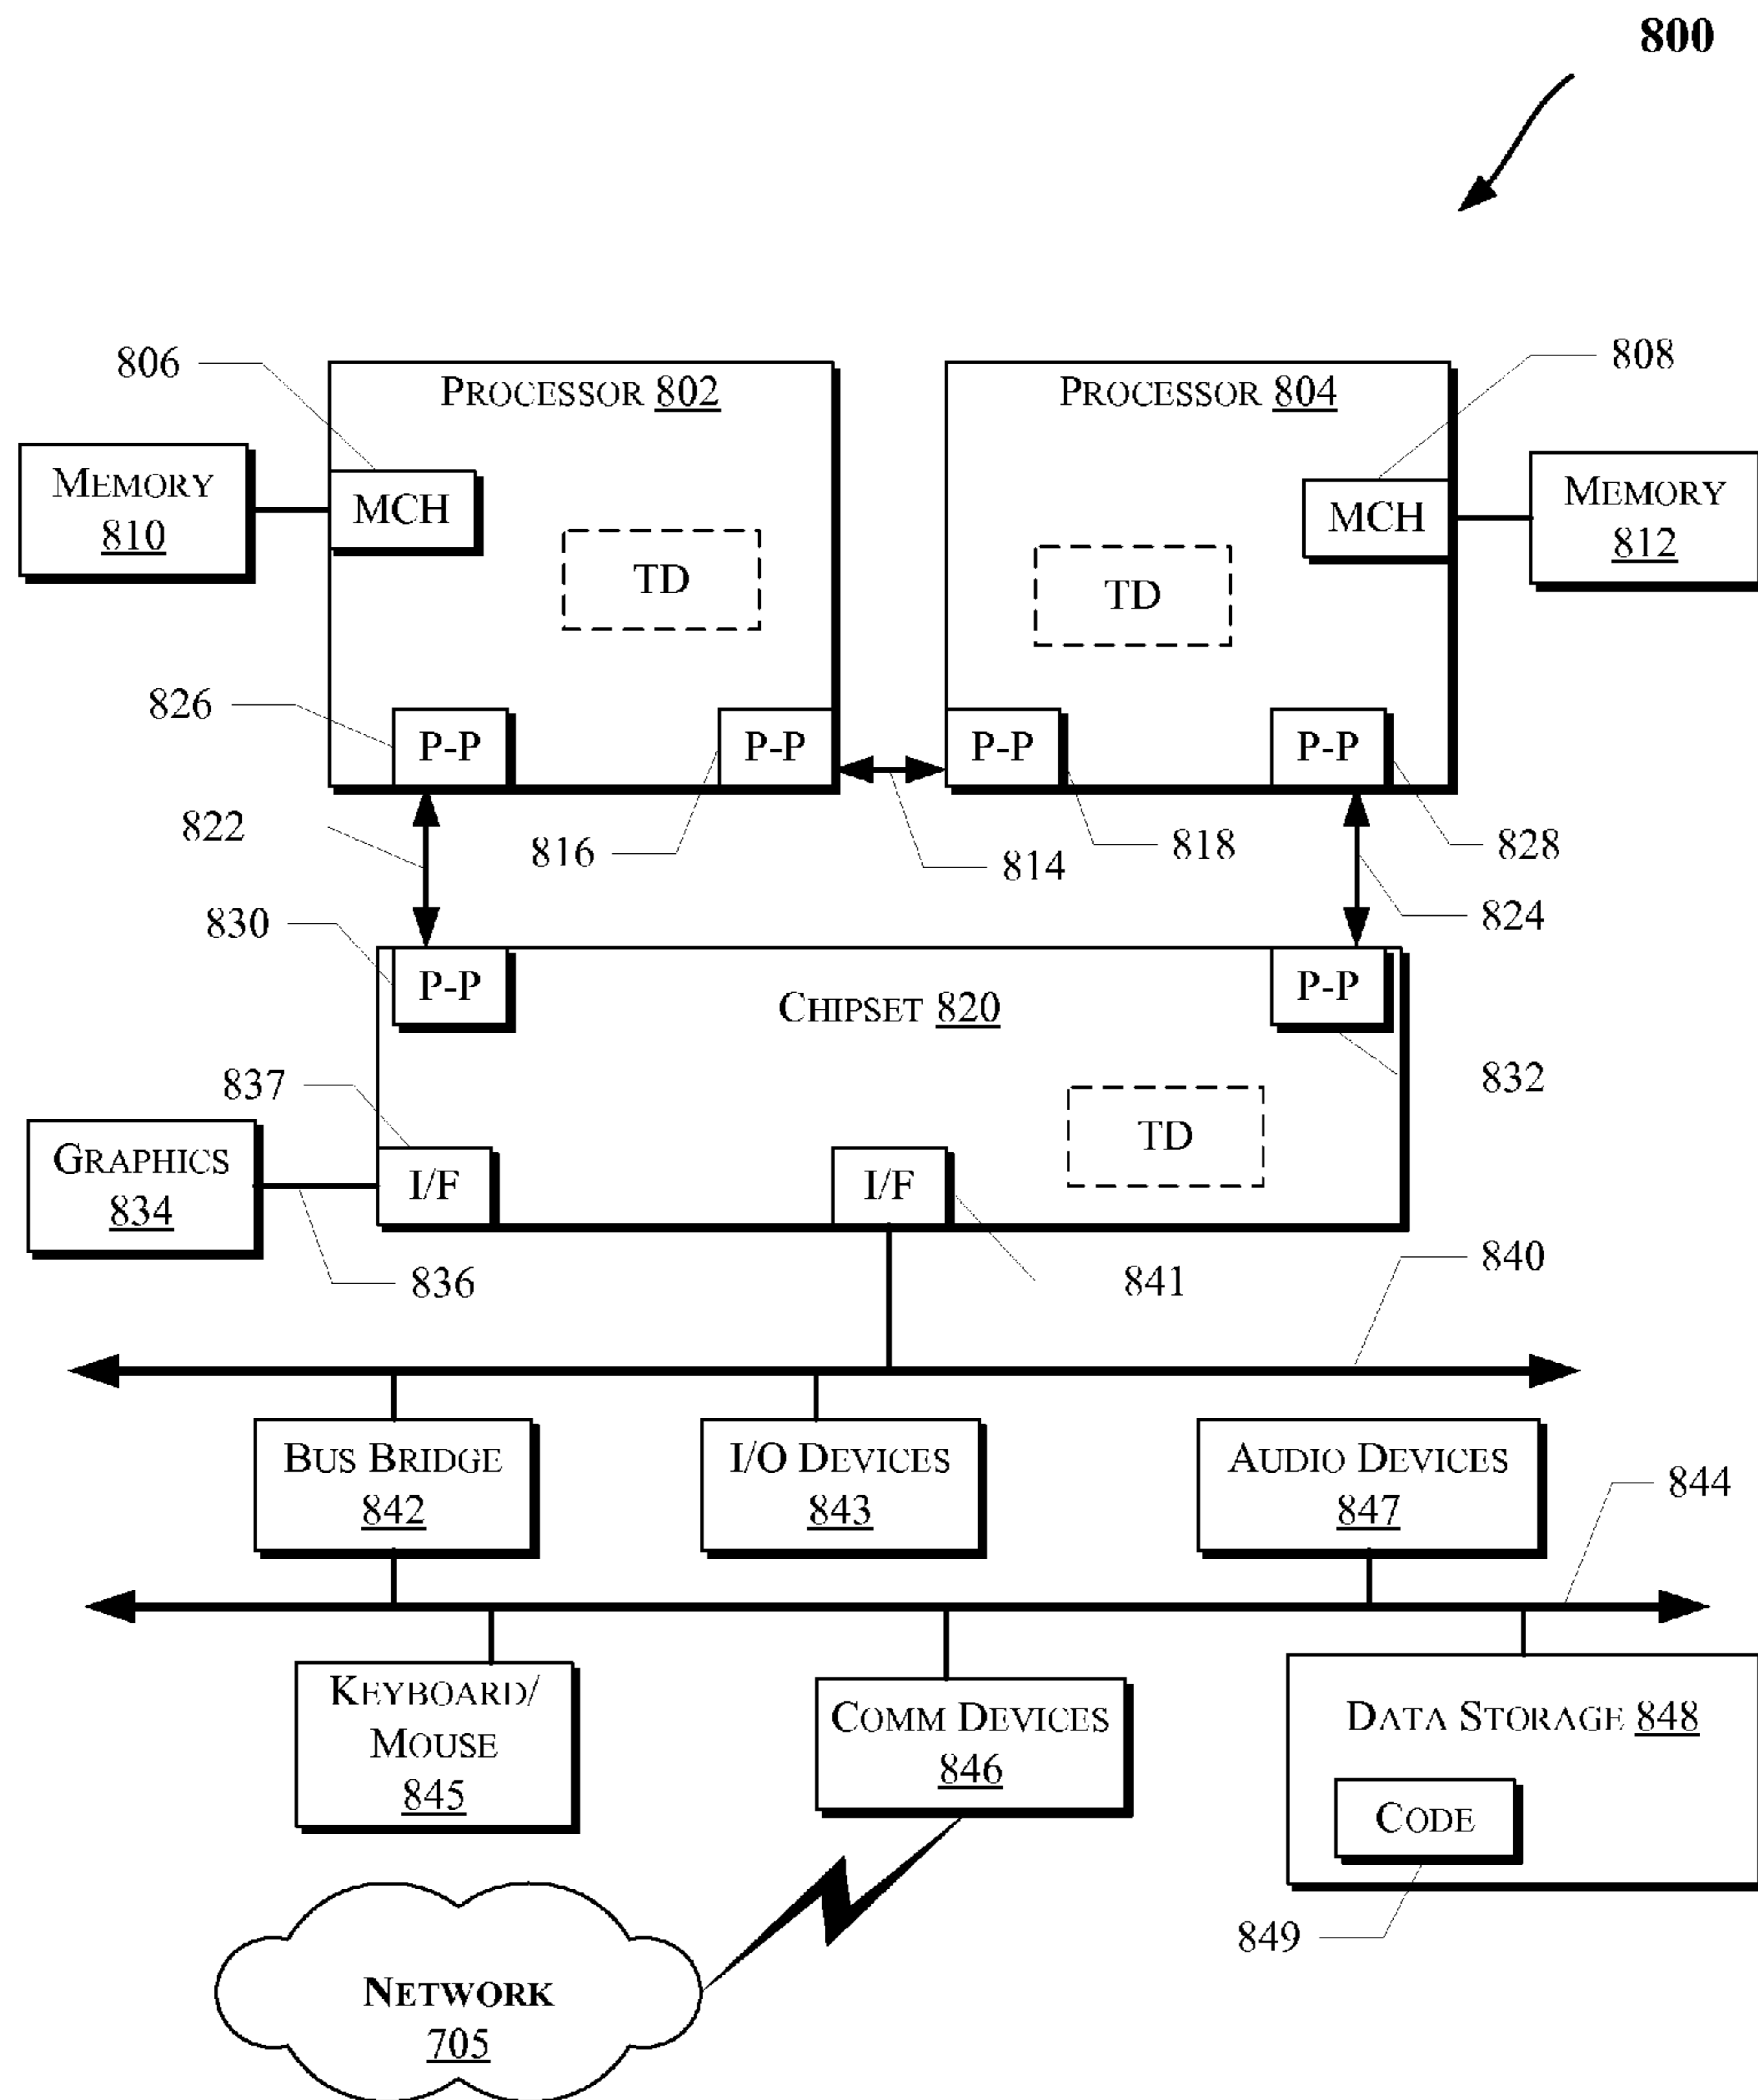 800
806
PROCESSOR 802
PROCESSOR 804
808
MEMORY
810
MCH
TD
TD
MCH
MEMORY
812
826
P-P
P-P
P-P
P-P
822
816
814
818
828
824
830
P-P
CHIPSET 820
P-P
832
837
GRAPHICS
834
I/F
I/F
TD
836
841
840
BUS BRIDGE
842
I/O DEVICES
843
AUDIO DEVICES
847
844
KEYBOARD/
MOUSE
845
COMM DEVICES
846
DATA STORAGE 848
CODE
849
NETWORK
705